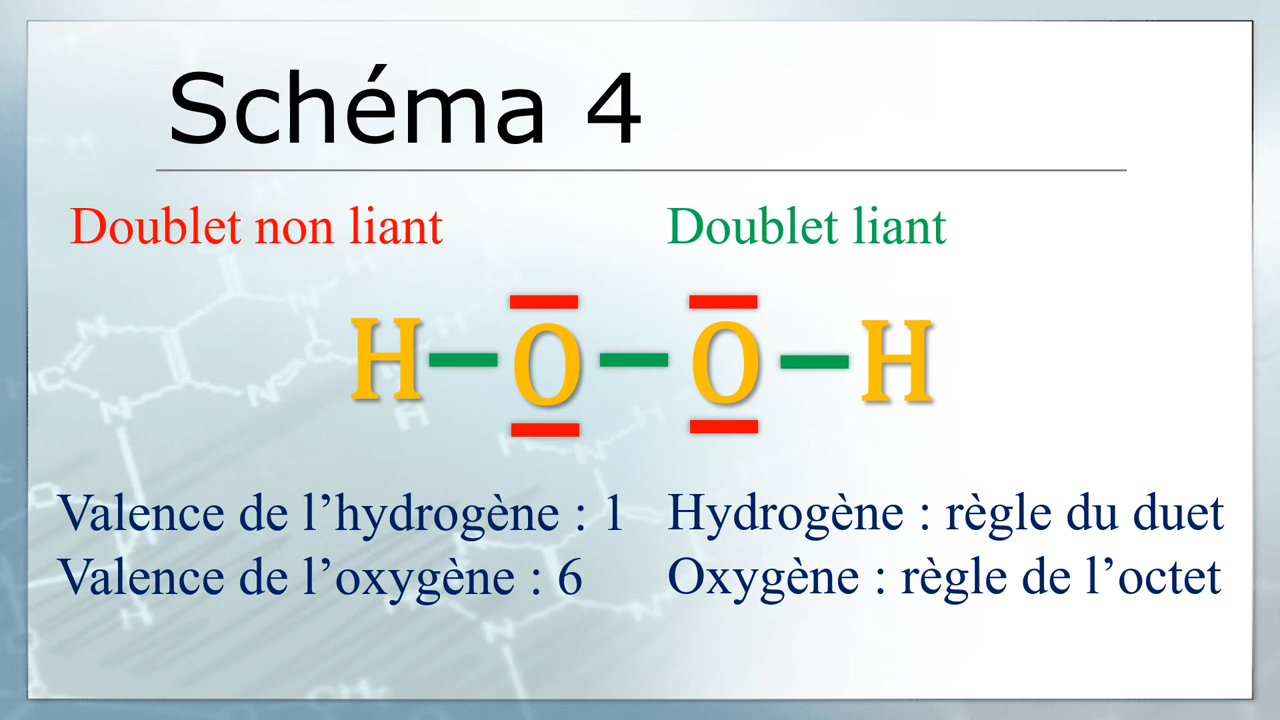 Schéma 4
Doublet non liant
Doublet liant
H O O H
Valence de l’hydrogène : 1
Valence de l’oxygène : 6
Hydrogène : règle du duet
Oxygène : règle de l’octet